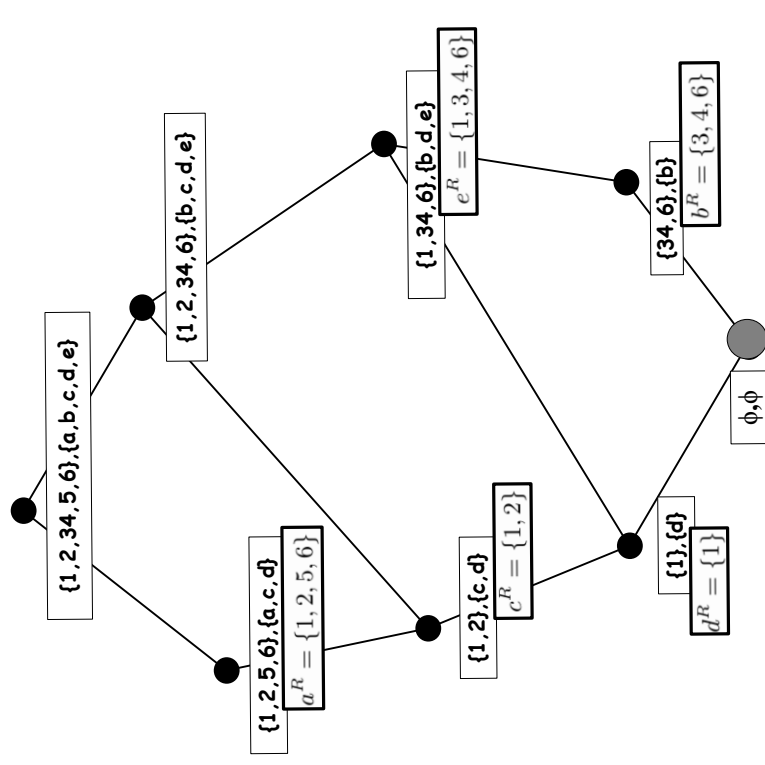 {1,2,34,5,6},{a,b,c,d,e}
{1,2,34,6},{b,c,d,e}
{1,2,5,6},{a,c,d}
a^R = {1, 2, 5, 6}
{1,34,6},{b,d,e}
e^R = {1, 3, 4, 6}
{1,2},{c,d}
c^R = {1, 2}
{34,6},{b}
b^R = {3, 4, 6}
{1},{d}
d^R = {1}
ϕ,ϕ